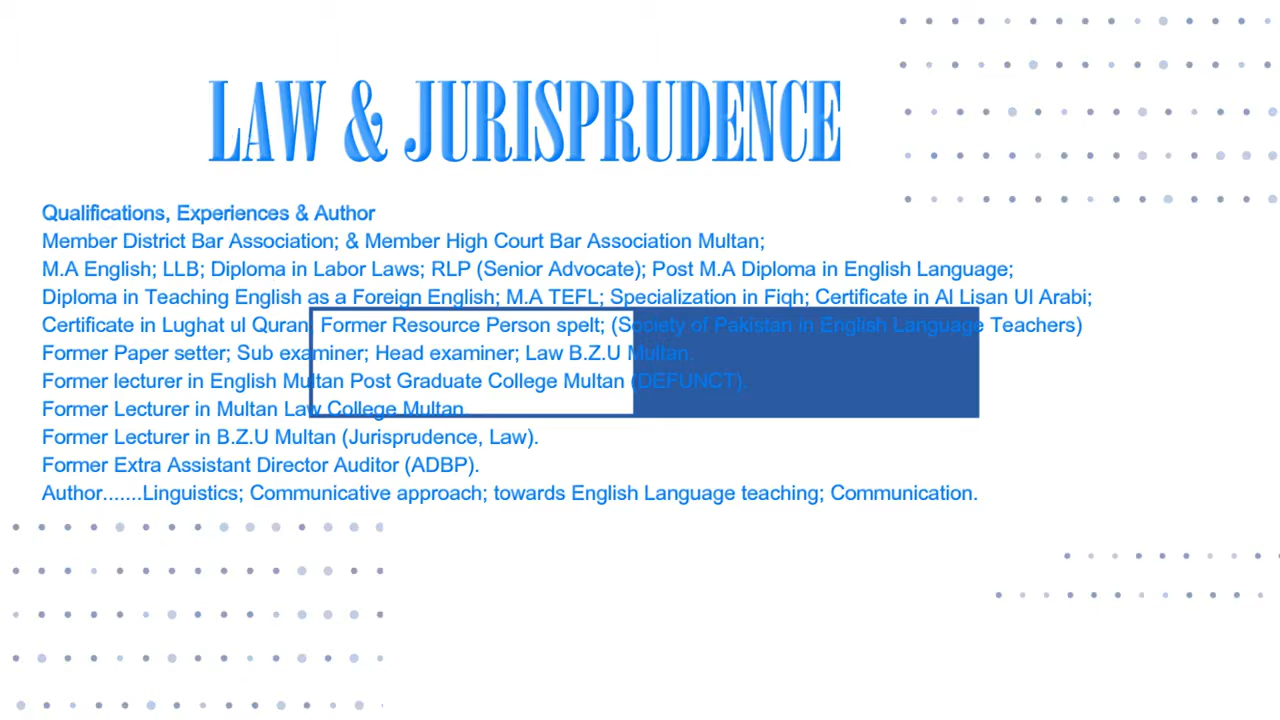 LAW & JURISPRUDENCE
Qualifications, Experiences & Author
Member District Bar Association; & Member High Court Bar Association Multan;
M.A English; LLB; Diploma in Labor Laws; RLP (Senior Advocate); Post M.A Diploma in English Language;
Diploma in Teaching English as a Foreign English; M.A TEFL; Specialization in Fiqh; Certificate in Al Lisan Ul Arabi;
Certificate in Lughat ul Quran; Former Resource Person spelt; (Society of Pakistan in English Language Teachers)
Former Paper setter; Sub examiner; Head examiner; Law B.Z.U Multan.
Former lecturer in English Multan Post Graduate College Multan (DEFUNCT).
Former Lecturer in Multan Law College Multan
Former Lecturer in B.Z.U Multan (Jurisprudence, Law).
Former Extra Assistant Director Auditor (ADBP).
Author.......Linguistics; Communicative approach; towards English Language teaching; Communication.